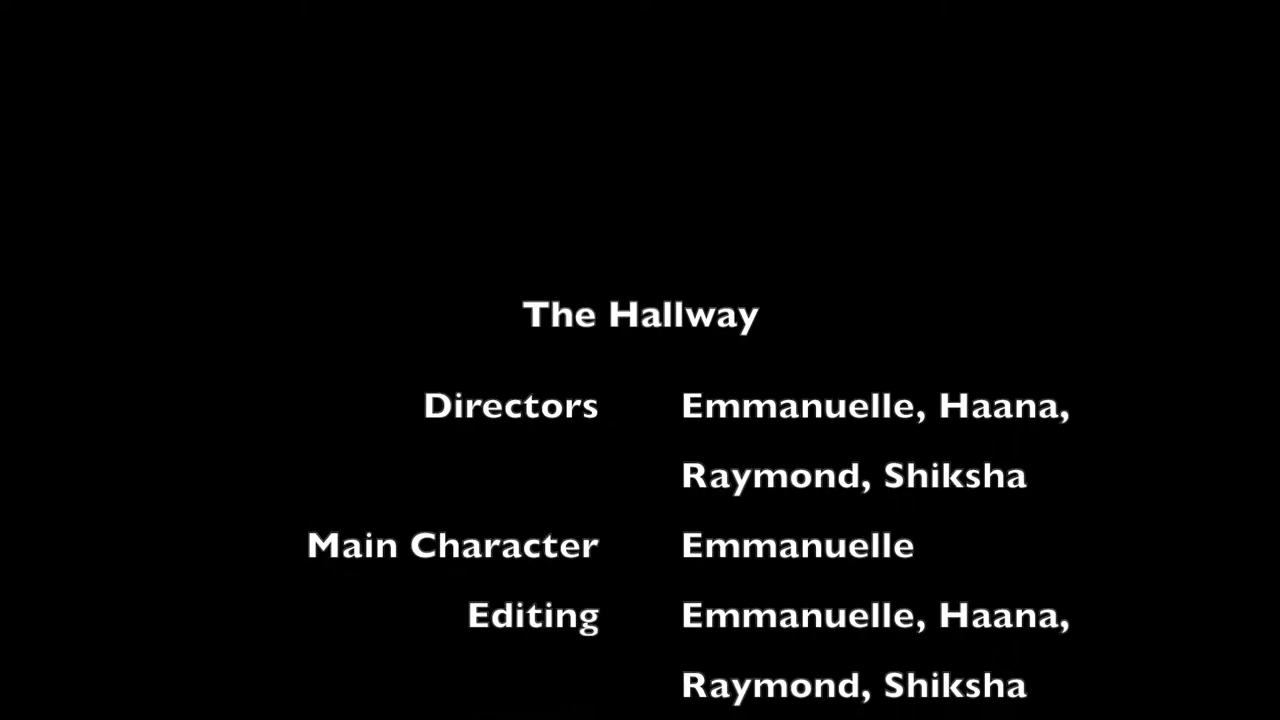 The Hallway
Directors Emmanuelle, Haana,
Raymond, Shiksha
Main Character Emmanuelle
Editing Emmanuelle, Haana,
Raymond, Shiksha